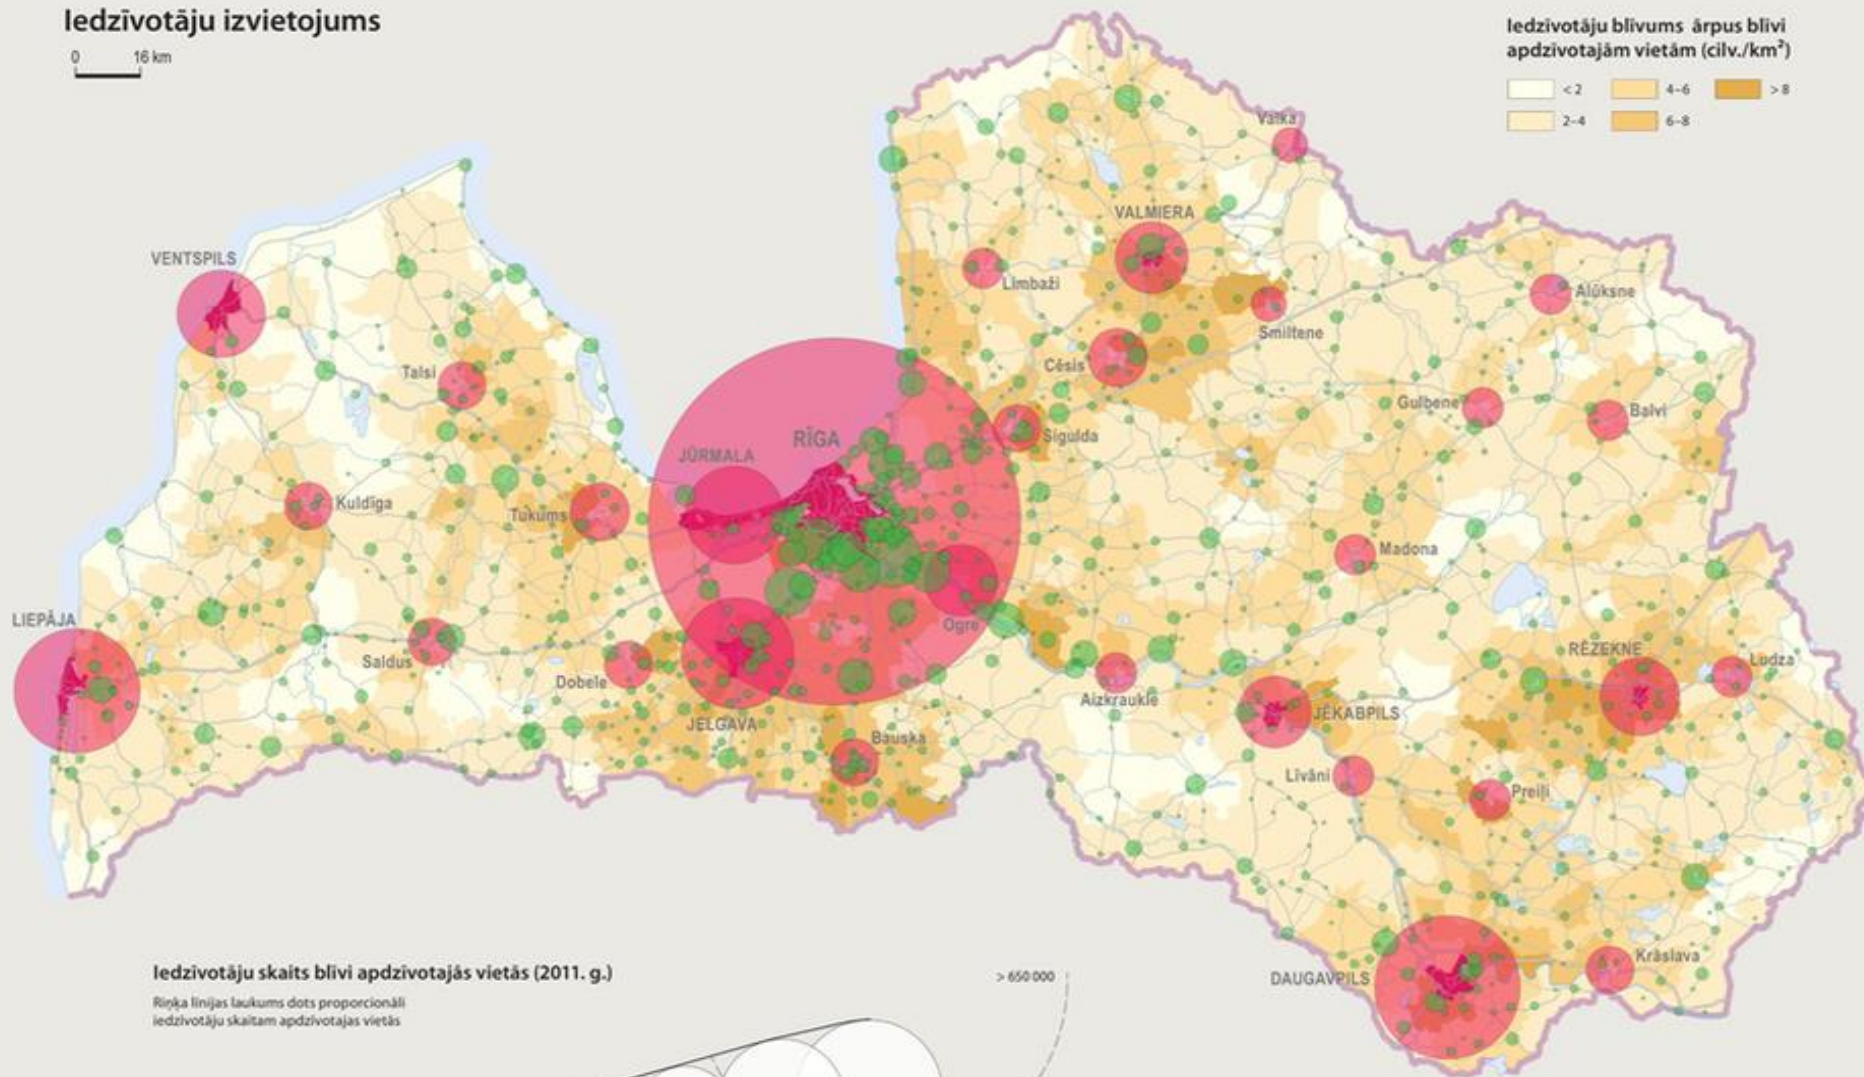 Iedzīvotāju izvietojums
0 16 km
Iedzīvotāju blīvums ārpus blīvi
apdzīvotajām vietām (cilv./km²)
< 2 4–6 > 8
2–4 6–8
Valka
VALMIERA
VENTSPILS
Limbaži
Alūksne
Smiltene
Cēsis
Talsi
Gulbene
Balvi
Sigulda
RĪGA
JŪRMALA
Kuldīga
Tukums
Madona
LIEPĀJA
Ogre
RĒZEKNE
Ludza
Saldus
Dobele
Aizkraukle
JĒKABPILS
JELGAVA
Bauska
Līvāni
Preiļi
Krāslava
DAUGAVPILS
Iedzīvotāju skaits blīvi apdzīvotajās vietās (2011. g.)
> 650 000
Riņķa līnijas laukums dots proporcionāli
iedzīvotāju skaitam apdzīvotajas vietās